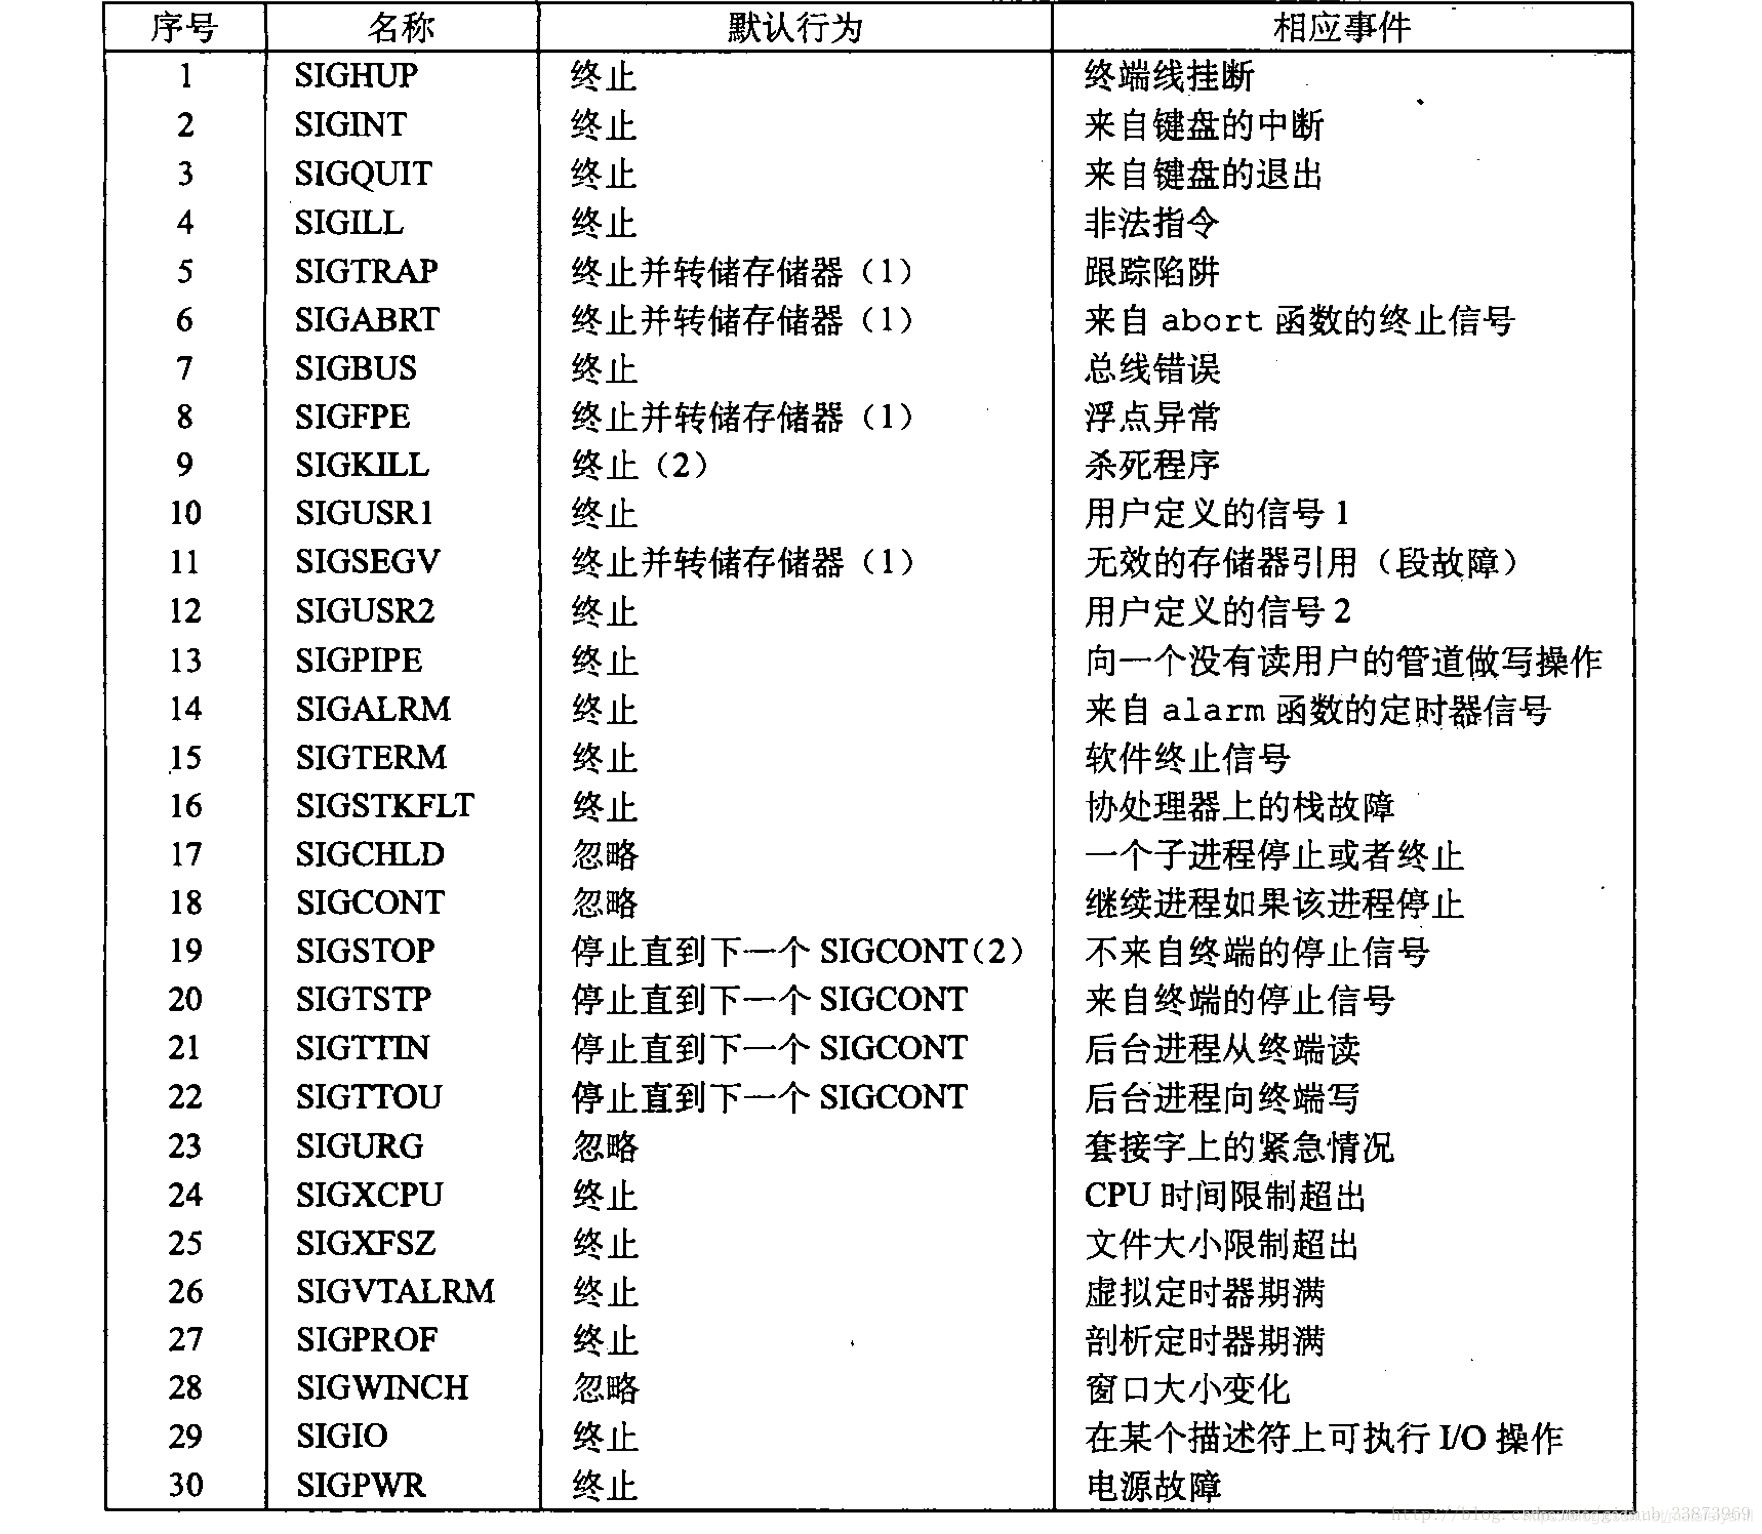 序号 名称 默认行为 相应事件
1 SIGHUP 终止 终端线挂断
2 SIGINT 终止 来自键盘的中断
3 SIGQUIT 终止 来自键盘的退出
4 SIGILL 终止 非法指令
5 SIGTRAP 终止并转储存储器（1） 跟踪陷阱
6 SIGABRT 终止并转储存储器（1） 来自 abort 函数的终止信号
7 SIGBUS 终止 总线错误
8 SIGFPE 终止并转储存储器（1） 浮点异常
9 SIGKILL 终止（2） 杀死程序
10 SIGUSR1 终止 用户定义的信号 1
11 SIGSEGV 终止并转储存储器（1） 无效的存储器引用（段故障）
12 SIGUSR2 终止 用户定义的信号 2
13 SIGPIPE 终止 向一个没有读用户的管道做写操作
14 SIGALRM 终止 来自 alarm 函数的定时器信号
15 SIGTERM 终止 软件终止信号
16 SIGSTKFLT 终止 协处理器上的栈故障
17 SIGCHLD 忽略 一个子进程停止或者终止
18 SIGCONT 忽略 继续进程如果该进程停止
19 SIGSTOP 停止直到下一个 SIGCONT（2） 不来自终端的停止信号
20 SIGTSTP 停止直到下一个 SIGCONT 来自终端的停止信号
21 SIGTTIN 停止直到下一个 SIGCONT 后台进程从终端读
22 SIGTTOU 停止直到下一个 SIGCONT 后台进程向终端写
23 SIGURG 忽略 套接字上的紧急情况
24 SIGXCPU 终止 CPU 时间限制超出
25 SIGXFSZ 终止 文件大小限制超出
26 SIGVTALRM 终止 虚拟定时器期满
27 SIGPROF 终止 剖析定时器期满
28 SIGWINCH 忽略 窗口大小变化
29 SIGIO 终止 在某个描述符上可执行 I/O 操作
30 SIGPWR 终止 电源故障